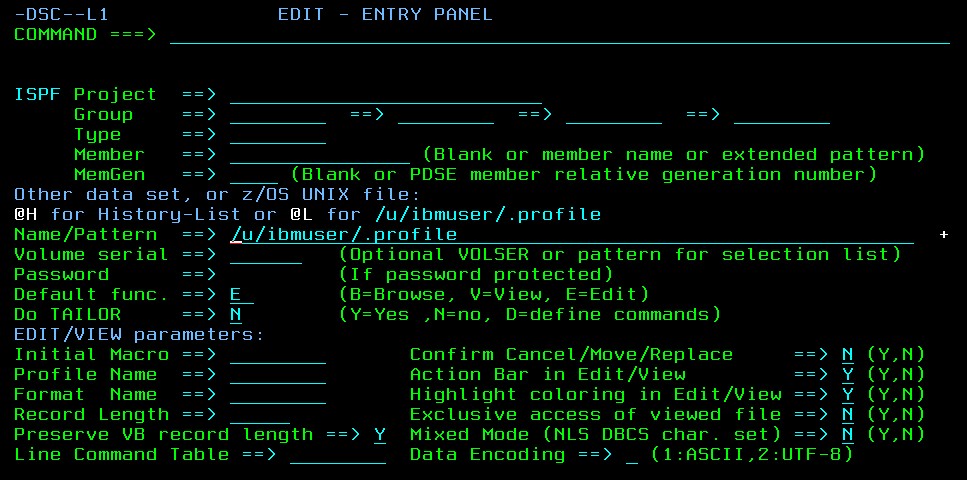 -DSC--L1 EDIT - ENTRY PANEL
COMMAND ===>
ISPF Project ==>
Group ==> ==> ==> ==>
Type ==>
Member ==> (Blank or member name or extended pattern)
MemGen ==> (Blank or PDSE member relative generation number)
Other data set, or z/OS UNIX file:
@H for History-List or @L for /u/ibmuser/.profile
Name/Pattern ==> /u/ibmuser/.profile +
Volume serial ==> (Optional VOLSER or pattern for selection list)
Password ==> (If password protected)
Default func. ==> E (B=Browse, V=View, E=Edit)
Do TAILOR ==> N (Y=Yes ,N=no, D=define commands)
EDIT/VIEW parameters:
Initial Macro ==> Confirm Cancel/Move/Replace ==> N (Y,N)
Profile Name ==> Action Bar in Edit/View ==> Y (Y,N)
Format Name ==> Highlight coloring in Edit/View ==> Y (Y,N)
Record Length ==> Exclusive access of viewed file ==> N (Y,N)
Preserve VB record length ==> Y Mixed Mode (NLS DBCS char. set) ==> N (Y,N)
Line Command Table ==> Data Encoding ==> _ (1:ASCII,2:UTF-8)